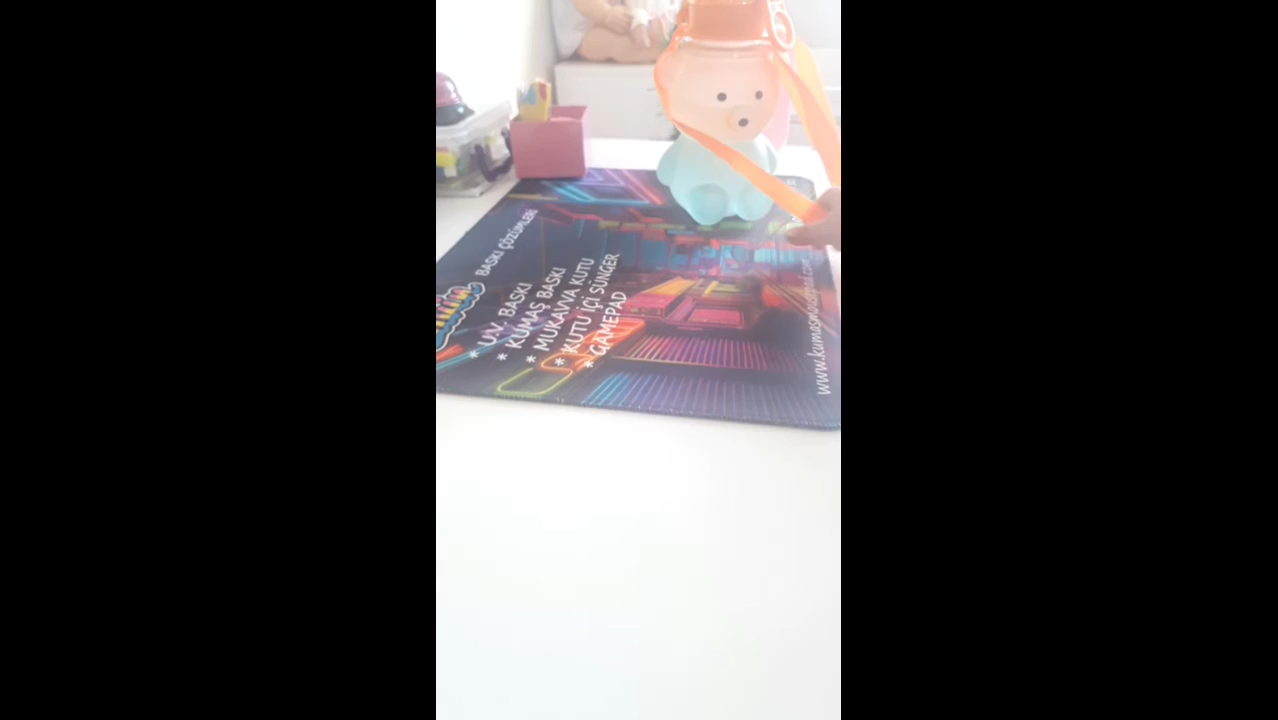 BASKI ÇÖZÜMLERİ
* U.V. BASKI
* KUMAŞ BASKI
* MUKAVVA KUTU
* KUTU İÇİ SÜNGER
* GAMEPAD